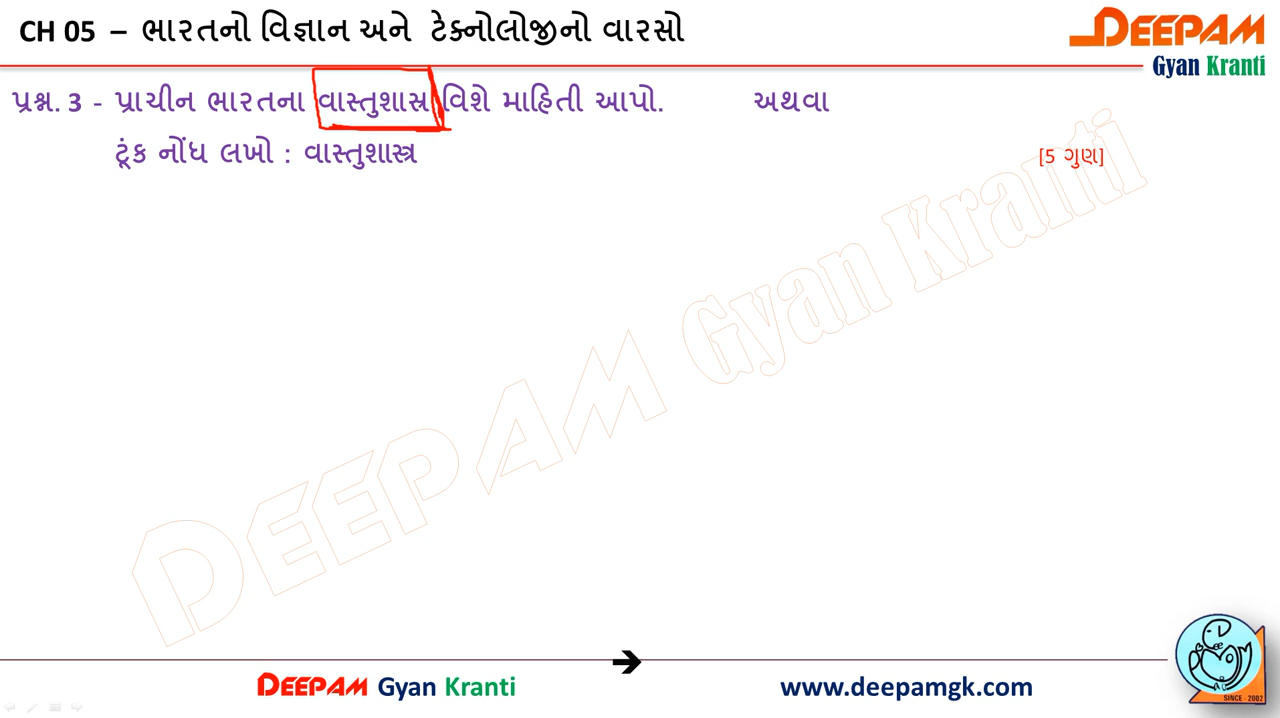 CH 05 – ભારતનો વિજ્ઞાન અને ટેક્નોલોજીનો વારસો
DEEPAM
Gyan Kranti
પ્રશ્ન. 3 - પ્રાચીન ભારતના વાસ્તુશાસ્ત્ર વિશે માહિતી આપો. અથવા
ટૂંક નોંધ લખો : વાસ્તુશાસ્ત્ર [5 ગુણ]
DEEPAM Gyan Kranti
DEEPAM Gyan Kranti www.deepamgk.com
SINCE - 2002